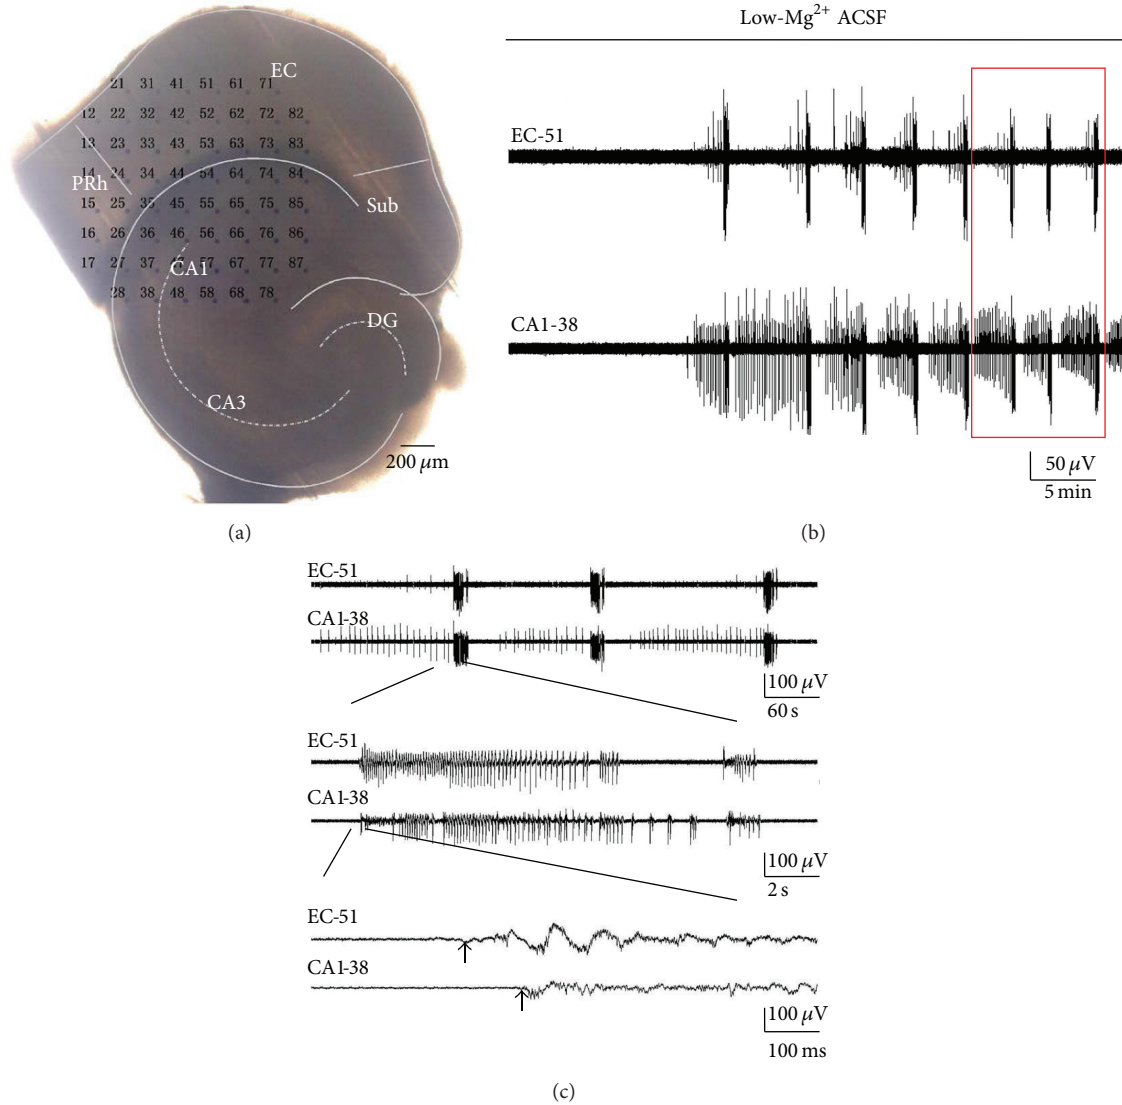 EC
21 31 41 51 61 71
12 22 32 42 52 62 72 82
13 23 33 43 53 63 73 83
14 24 34 44 54 64 74 84
PRh
15 25 35 45 55 65 75 85
Sub
16 26 36 46 56 66 76 86
17 27 37 47 57 67 77 87
CA1
28 38 48 58 68 78
DG
CA3
200 μm
(a)
Low-Mg²⁺ ACSF
EC-51
CA1-38
50 μV
5 min
(b)
EC-51
CA1-38
100 μV
60 s
EC-51
CA1-38
100 μV
2 s
EC-51
CA1-38
100 μV
100 ms
(c)